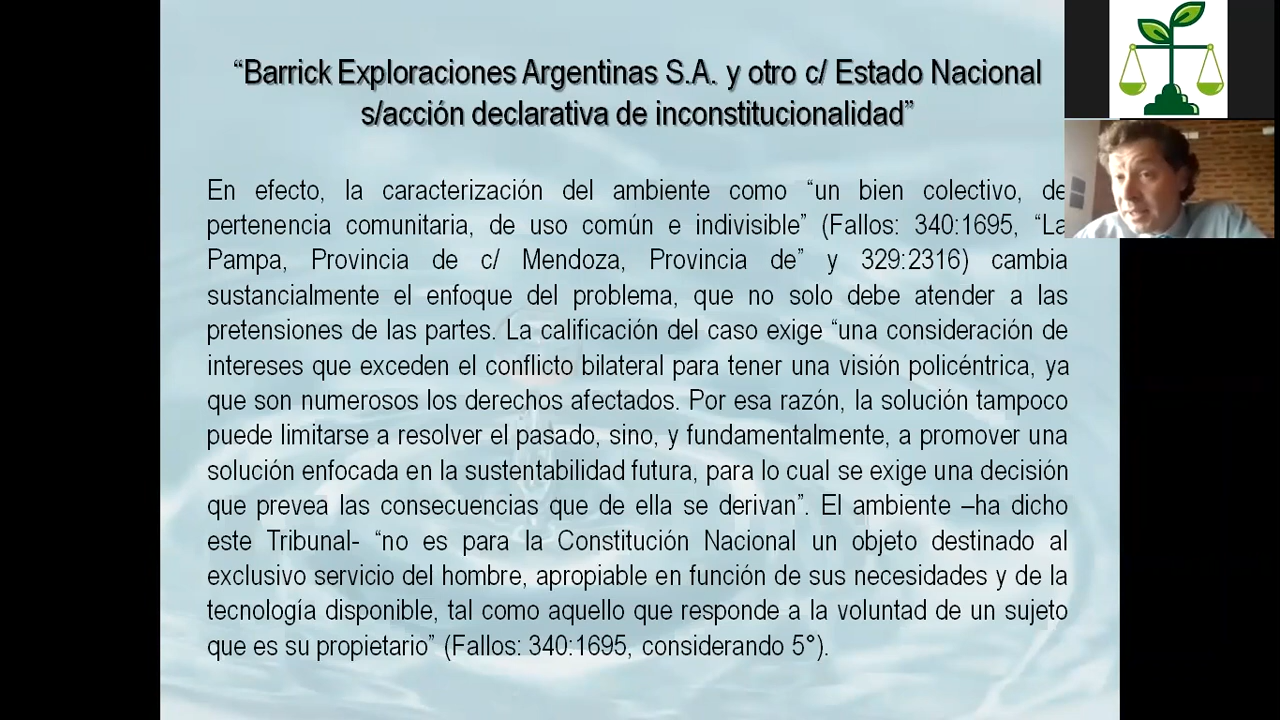 “Barrick Exploraciones Argentinas S.A. y otro c/ Estado Nacional
s/acción declarativa de inconstitucionalidad”
En efecto, la caracterización del ambiente como “un bien colectivo, de
pertenencia comunitaria, de uso común e indivisible” (Fallos: 340:1695, “La
Pampa, Provincia de c/ Mendoza, Provincia de” y 329:2316) cambia
sustancialmente el enfoque del problema, que no solo debe atender a las
pretensiones de las partes. La calificación del caso exige “una consideración de
intereses que exceden el conflicto bilateral para tener una visión policéntrica, ya
que son numerosos los derechos afectados. Por esa razón, la solución tampoco
puede limitarse a resolver el pasado, sino, y fundamentalmente, a promover una
solución enfocada en la sustentabilidad futura, para lo cual se exige una decisión
que prevea las consecuencias que de ella se derivan”. El ambiente –ha dicho
este Tribunal- “no es para la Constitución Nacional un objeto destinado al
exclusivo servicio del hombre, apropiable en función de sus necesidades y de la
tecnología disponible, tal como aquello que responde a la voluntad de un sujeto
que es su propietario” (Fallos: 340:1695, considerando 5°).